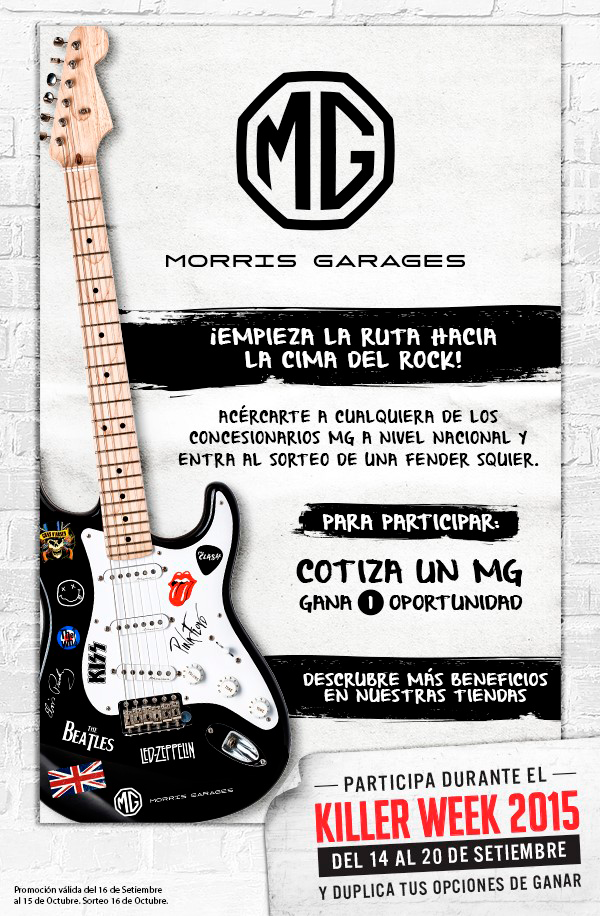 MG
MORRIS GARAGES
¡EMPIEZA LA RUTA HACIA
LA CIMA DEL ROCK!
ACÉRCARTE A CUALQUIERA DE LOS
CONCESIONARIOS MG A NIVEL NACIONAL Y
ENTRA AL SORTEO DE UNA FENDER SQUIER.
PARA PARTICIPAR:
COTIZA UN MG
GANA 1 OPORTUNIDAD
DESCRUBRE MÁS BENEFICIOS
EN NUESTRAS TIENDAS
THE CLASH
PINK FLOYD
KISS
THE
BEATLES
LED-ZEPPELIN
MG MORRIS GARAGES
PARTICIPA DURANTE EL
KILLER WEEK 2015
DEL 14 AL 20 DE SETIEMBRE
Y DUPLICA TUS OPCIONES DE GANAR
Promoción válida del 16 de Setiembre
al 15 de Octubre. Sorteo 16 de Octubre.